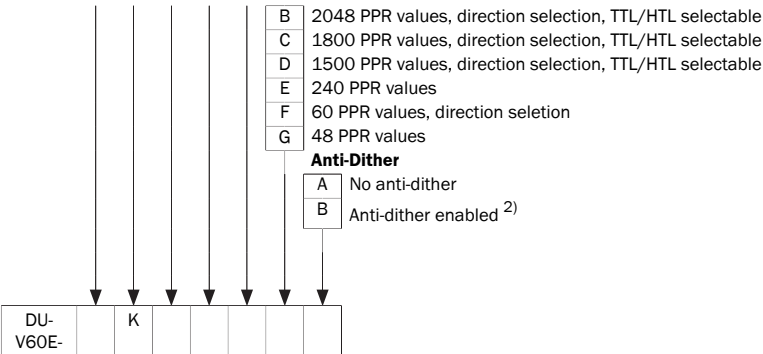 B 2048 PPR values, direction selection, TTL/HTL selectable
C 1800 PPR values, direction selection, TTL/HTL selectable
D 1500 PPR values, direction selection, TTL/HTL selectable
E 240 PPR values
F 60 PPR values, direction seletion
G 48 PPR values
Anti-Dither
A No anti-dither
B Anti-dither enabled 2)
DU- K
V60E-